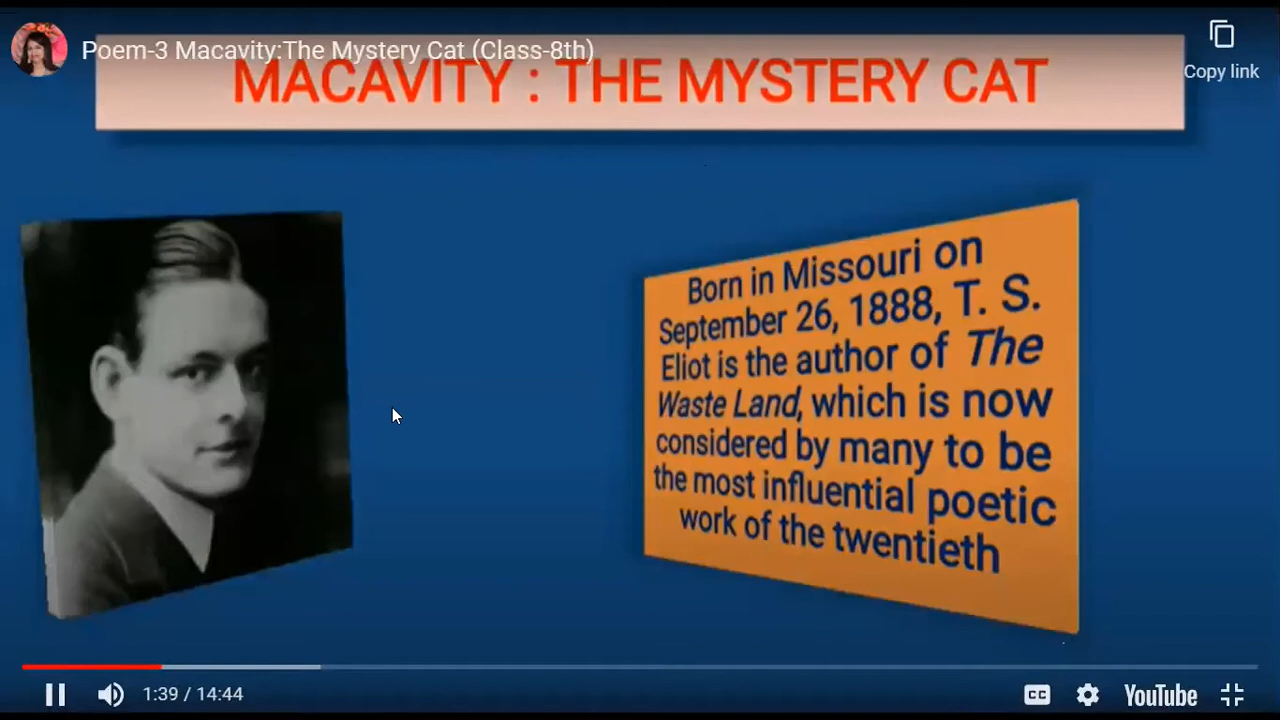 Poem-3 Macavity:The Mystery Cat (Class-8th)
Copy link
MACAVITY : THE MYSTERY CAT
Born in Missouri on
September 26, 1888, T. S.
Eliot is the author of The
Waste Land, which is now
considered by many to be
the most influential poetic
work of the twentieth
1:39 / 14:44
CC
YouTube